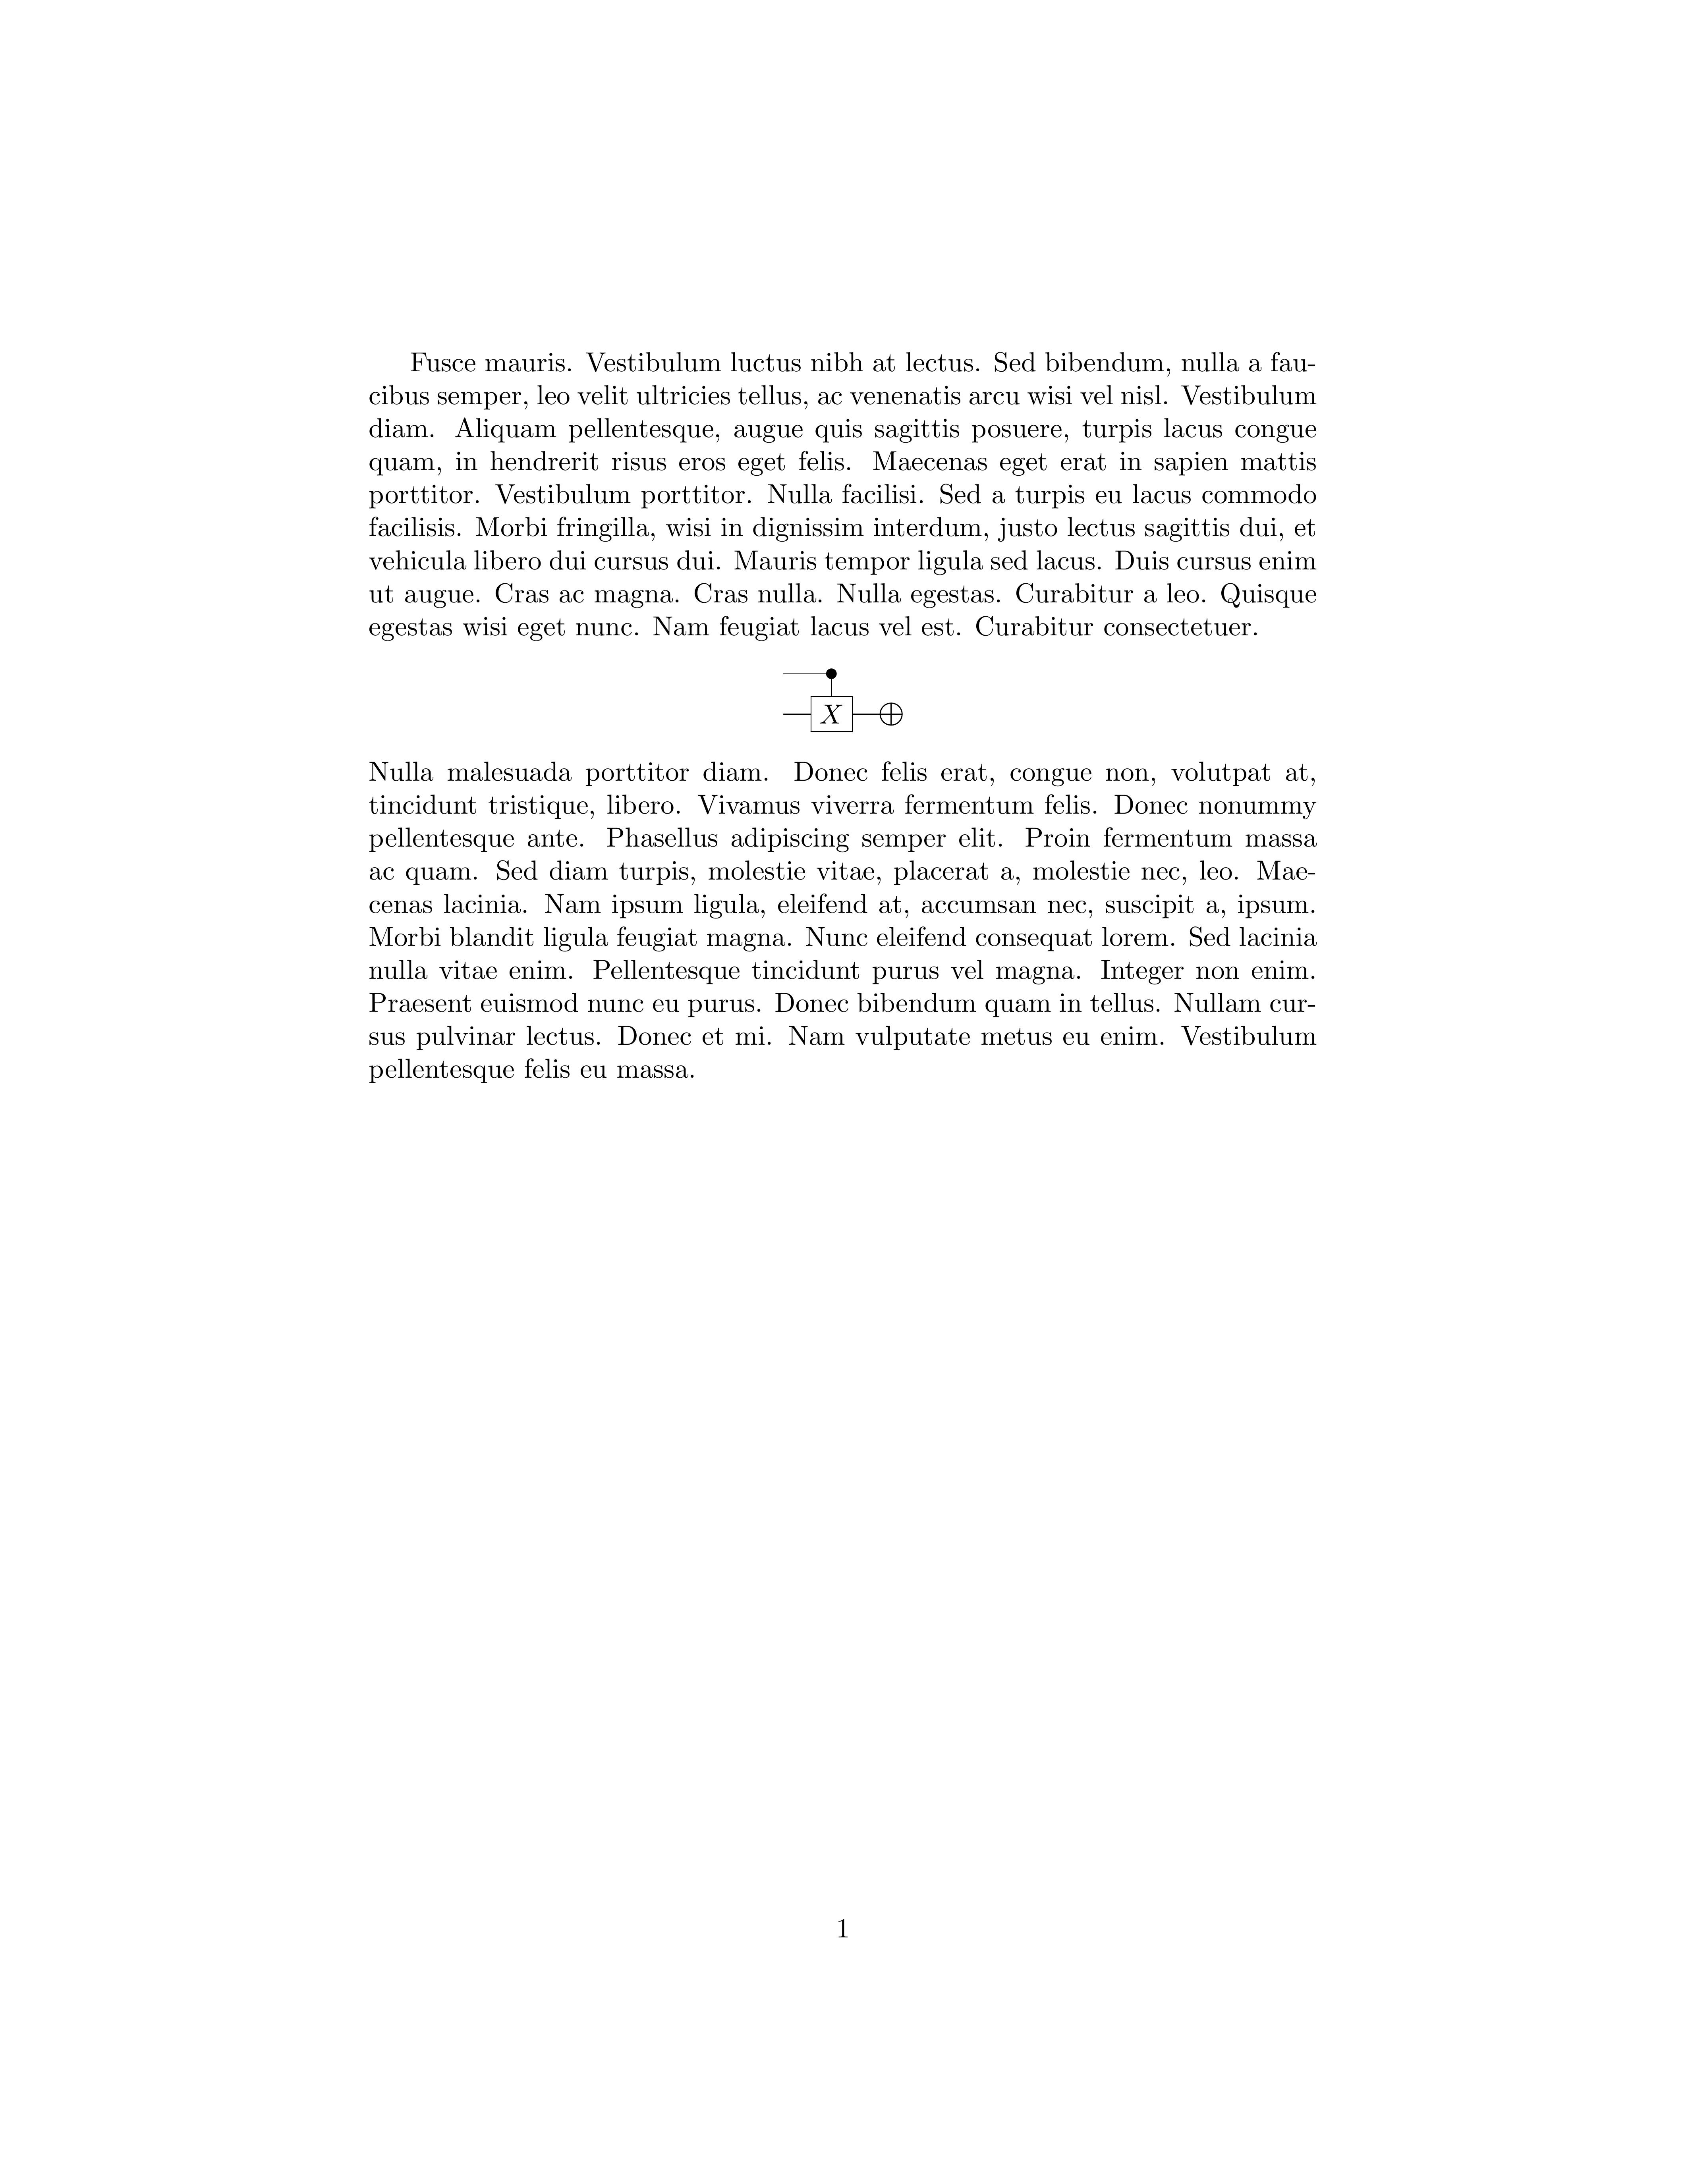 Fusce mauris. Vestibulum luctus nibh at lectus. Sed bibendum, nulla a fau-
cibus semper, leo velit ultricies tellus, ac venenatis arcu wisi vel nisl. Vestibulum
diam. Aliquam pellentesque, augue quis sagittis posuere, turpis lacus congue
quam, in hendrerit risus eros eget felis. Maecenas eget erat in sapien mattis
porttitor. Vestibulum porttitor. Nulla facilisi. Sed a turpis eu lacus commodo
facilisis. Morbi fringilla, wisi in dignissim interdum, justo lectus sagittis dui, et
vehicula libero dui cursus dui. Mauris tempor ligula sed lacus. Duis cursus enim
ut augue. Cras ac magna. Cras nulla. Nulla egestas. Curabitur a leo. Quisque
egestas wisi eget nunc. Nam feugiat lacus vel est. Curabitur consectetuer.
X
Nulla malesuada porttitor diam. Donec felis erat, congue non, volutpat at,
tincidunt tristique, libero. Vivamus viverra fermentum felis. Donec nonummy
pellentesque ante. Phasellus adipiscing semper elit. Proin fermentum massa
ac quam. Sed diam turpis, molestie vitae, placerat a, molestie nec, leo. Mae-
cenas lacinia. Nam ipsum ligula, eleifend at, accumsan nec, suscipit a, ipsum.
Morbi blandit ligula feugiat magna. Nunc eleifend consequat lorem. Sed lacinia
nulla vitae enim. Pellentesque tincidunt purus vel magna. Integer non enim.
Praesent euismod nunc eu purus. Donec bibendum quam in tellus. Nullam cur-
sus pulvinar lectus. Donec et mi. Nam vulputate metus eu enim. Vestibulum
pellentesque felis eu massa.
1